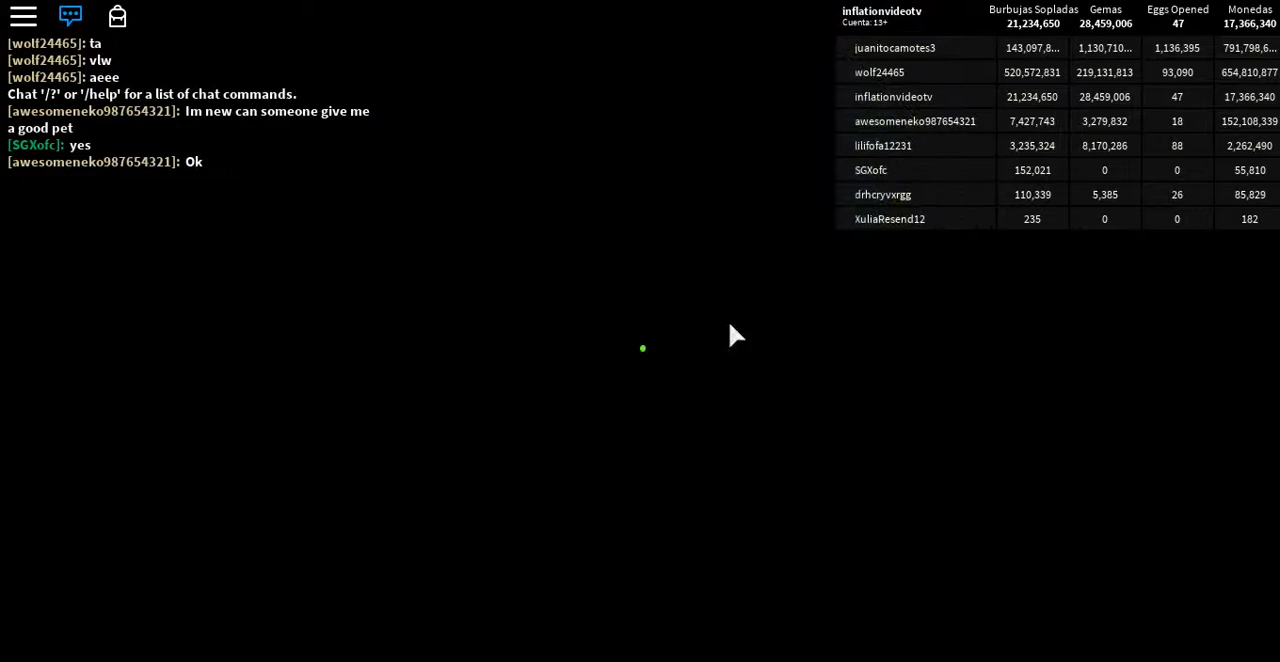 [wolf24465]: ta
[wolf24465]: vlw
[wolf24465]: aeee
Chat '/?' or '/help' for a list of chat commands.
[awesomeneko987654321]: Im new can someone give me
a good pet
[SGXofc]: yes
[awesomeneko987654321]: Ok
inflationvideotv Burbujas Sopladas Gemas Eggs Opened Monedas
Cuenta: 13+ 21,234,650 28,459,006 47 17,366,340
juanitocamotes3 143,097,8... 1,130,710... 1,136,395 791,798,6...
wolf24465 520,572,831 219,131,813 93,090 654,810,877
inflationvideotv 21,234,650 28,459,006 47 17,366,340
awesomeneko987654321 7,427,743 3,279,832 18 152,108,339
lilifofa12231 3,235,324 8,170,286 88 2,262,490
SGXofc 152,021 0 0 55,810
drhcryvxrgg 110,339 5,385 26 85,829
XuliaResend12 235 0 0 182